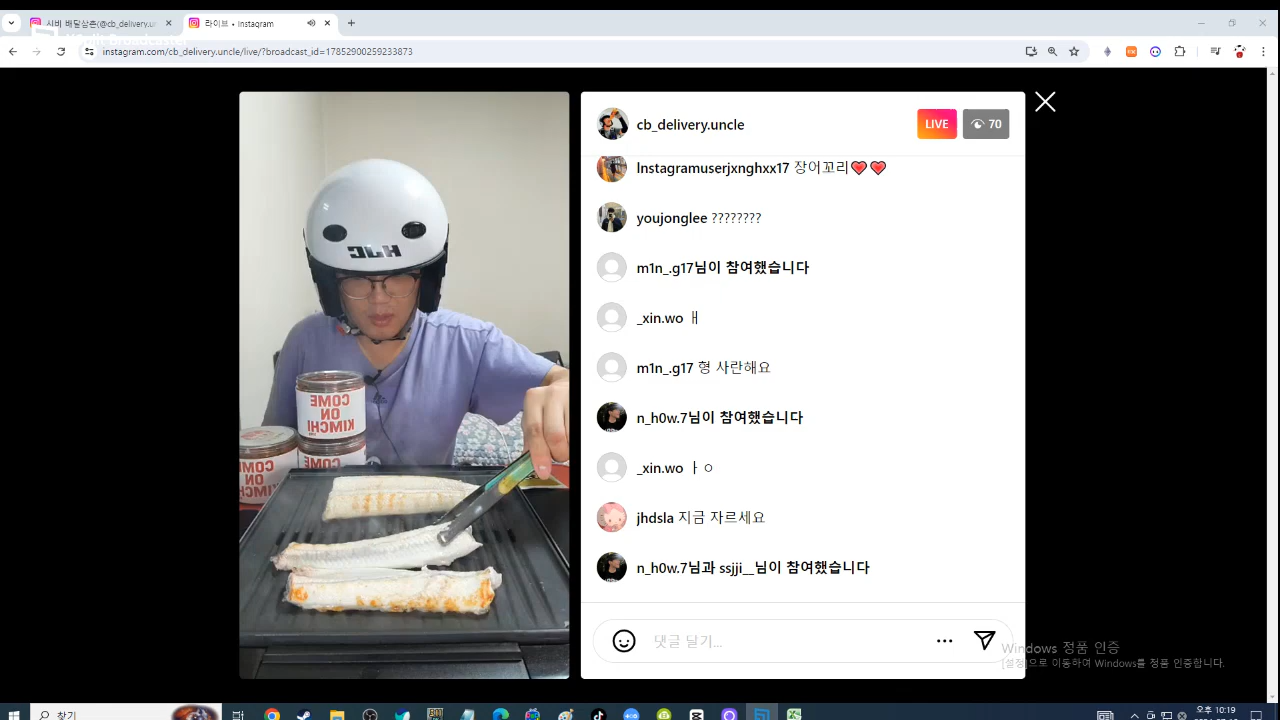 시바 배달삼촌(@cb_delivery.un
라이브 • Instagram
instagram.com/cb_delivery.uncle/live/?broadcast_id=17852900259233873
cb_delivery.uncle
LIVE
70
Instagramuserjxnghxx17 장어꼬리❤️❤️
youjonglee ????????
m1n_.g17님이 참여했습니다
_xin.wo ㅐ
m1n_.g17 형 사란해요
n_h0w.7님이 참여했습니다
_xin.wo ㅏㅇ
jhdsla 지금 자르세요
n_h0w.7님과 ssjji__님이 참여했습니다
댓글 달기...
HJC
COME
ON
KIMCHI
COME
ON
KIMCHI
COME
Windows 정품 인증
[설정]으로 이동하여 Windows를 정품 인증합니다.
찾기
오후 10:19